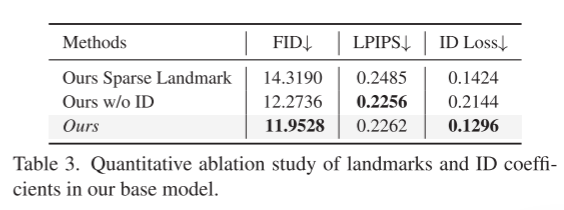 Methods FID↓ LPIPS↓ ID Loss↓
Ours Sparse Landmark 14.3190 0.2485 0.1424
Ours w/o ID 12.2736 0.2256 0.2144
Ours 11.9528 0.2262 0.1296
Table 3. Quantitative ablation study of landmarks and ID coeffi-
cients in our base model.